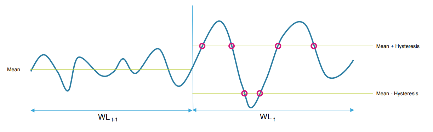 Mean + Hysteresis
Mean
Mean - Hysteresis
WL i-1
WL i